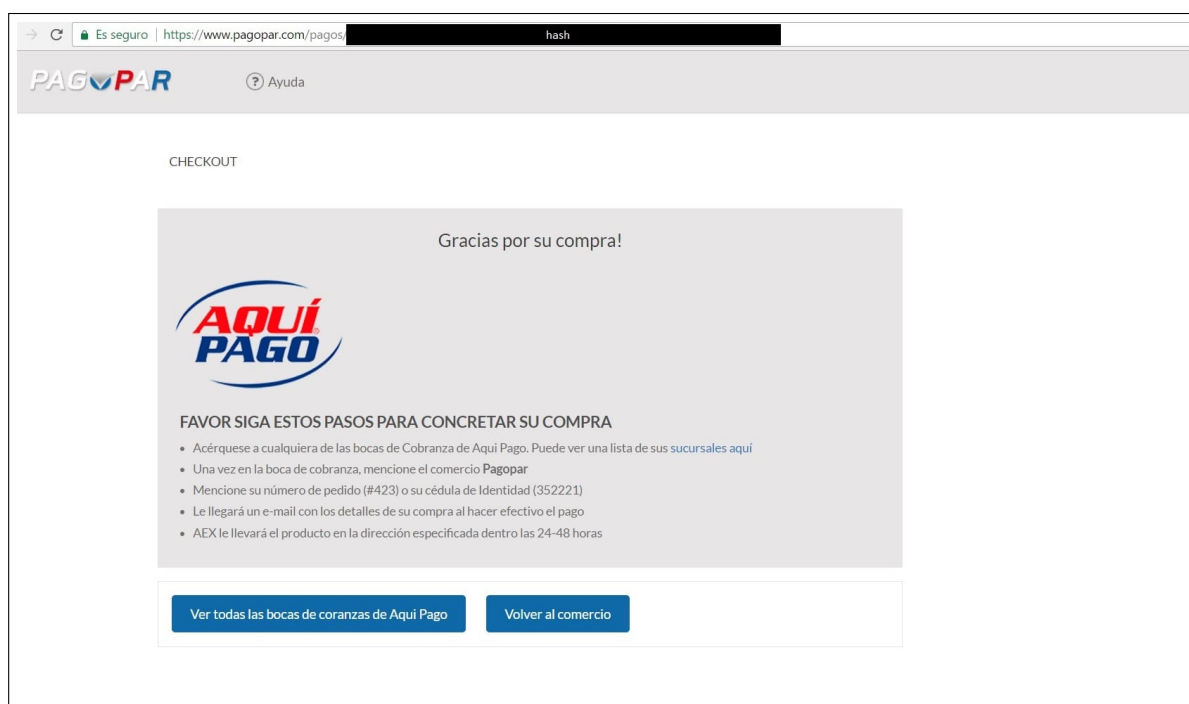 Es seguro | https://www.pagopar.com/pagos/ hash
PAGOPAR ? Ayuda
CHECKOUT
Gracias por su compra!
AQUÍ
PAGO
FAVOR SIGA ESTOS PASOS PARA CONCRETAR SU COMPRA
• Acérquese a cualquiera de las bocas de Cobranza de Aqui Pago. Puede ver una lista de sus sucursales aquí
• Una vez en la boca de cobranza, mencione el comercio Pagopar
• Mencione su número de pedido (#423) o su cédula de Identidad (352221)
• Le llegará un e-mail con los detalles de su compra al hacer efectivo el pago
• AEX le llevará el producto en la dirección especificada dentro las 24-48 horas
Ver todas las bocas de coranzas de Aqui Pago Volver al comercio